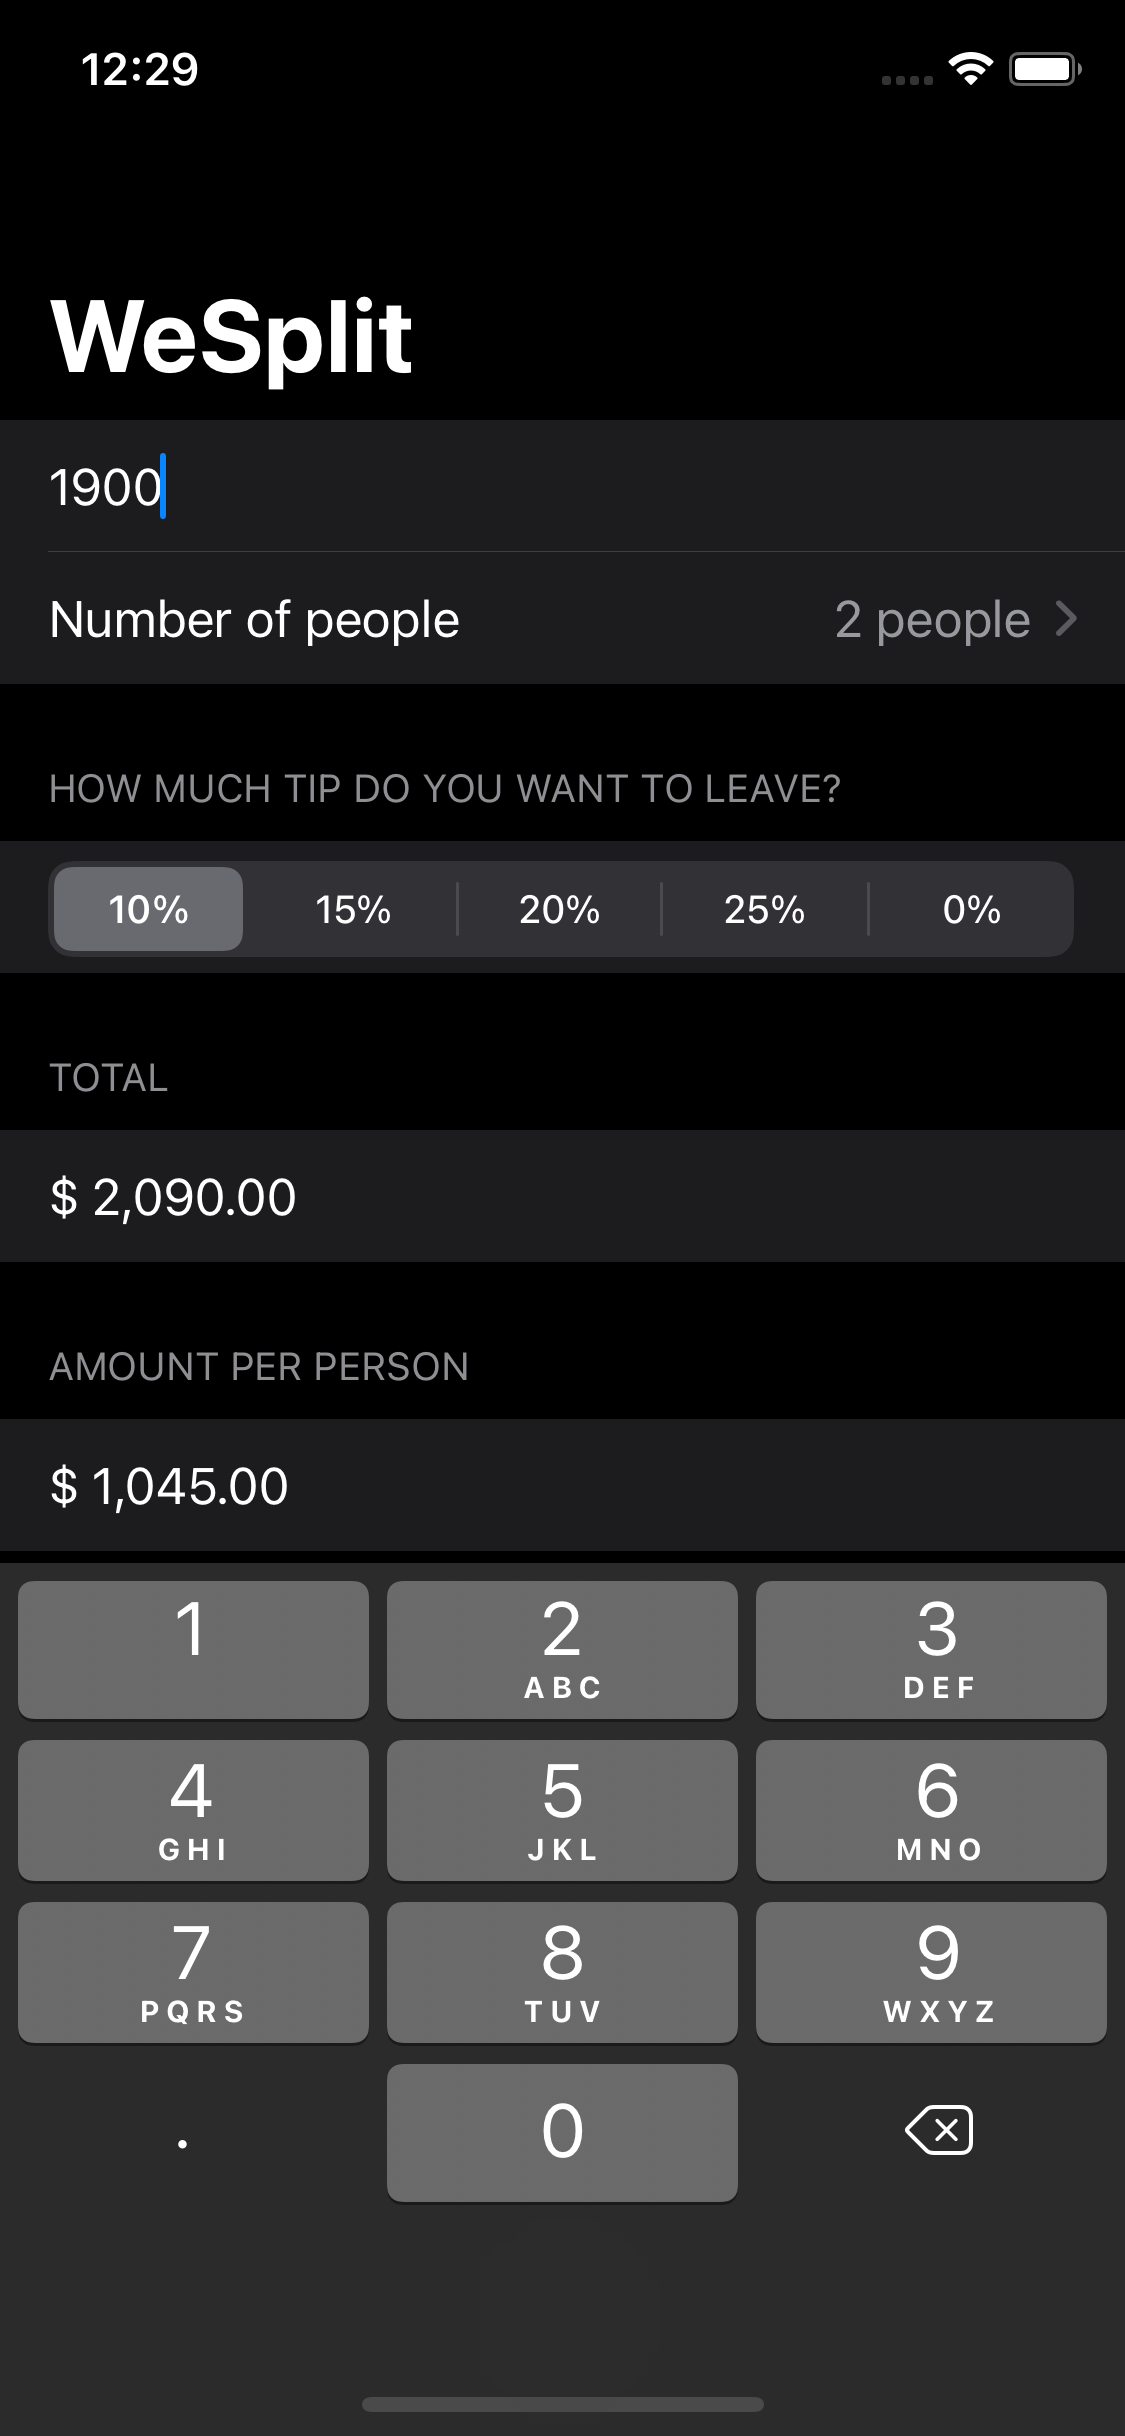 12:29
WeSplit
1900
Number of people 2 people
HOW MUCH TIP DO YOU WANT TO LEAVE?
10% 15% 20% 25% 0%
TOTAL
$ 2,090.00
AMOUNT PER PERSON
$ 1,045.00
1 2 3
ABC DEF
4 5 6
GHI JKL MNO
7 8 9
PQRS TUV WXYZ
. 0